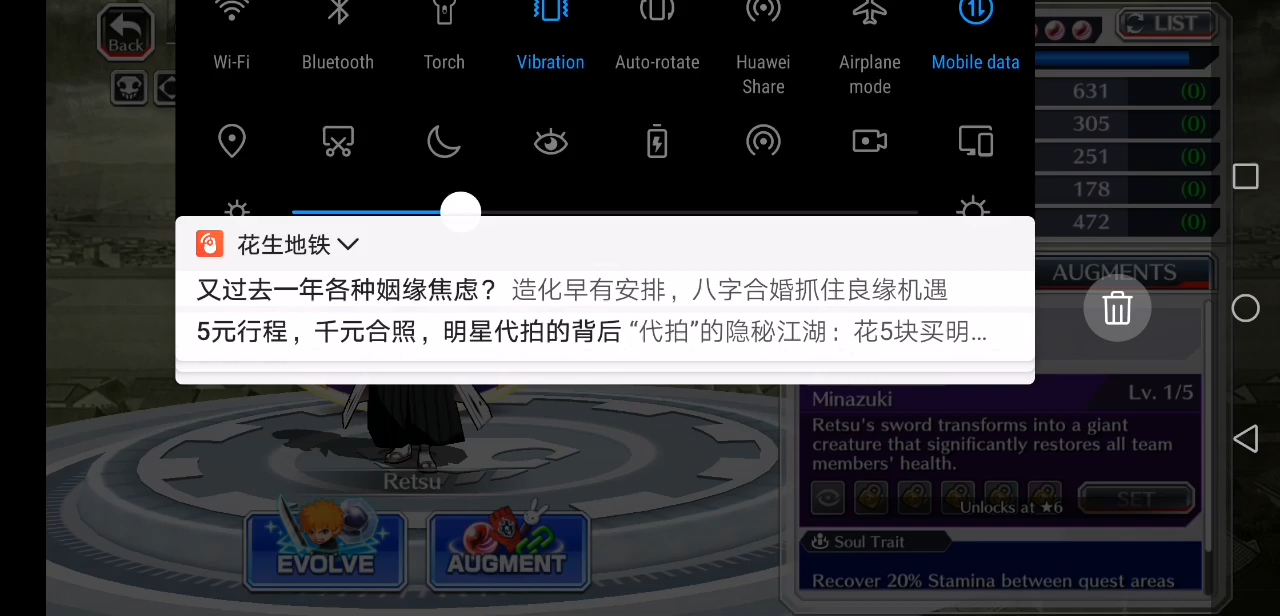 Back
LIST
Wi-Fi
Bluetooth
Torch
Vibration
Auto-rotate
Huawei Share
Airplane mode
Mobile data
631 (0)
305 (0)
251 (0)
178 (0)
472 (0)
花生地铁
又过去一年各种姻缘焦虑？ 造化早有安排，八字合婚抓住良缘机遇
5元行程，千元合照，明星代拍的背后 “代拍”的隐秘江湖：花5块买明...
AUGMENTS
Minazuki
Lv. 1/5
Retsu's sword transforms into a giant
creature that significantly restores all team
members' health.
Unlocks at ★6
SET
Soul Trait
Recover 20% Stamina between quest areas
Retsu
EVOLVE
AUGMENT